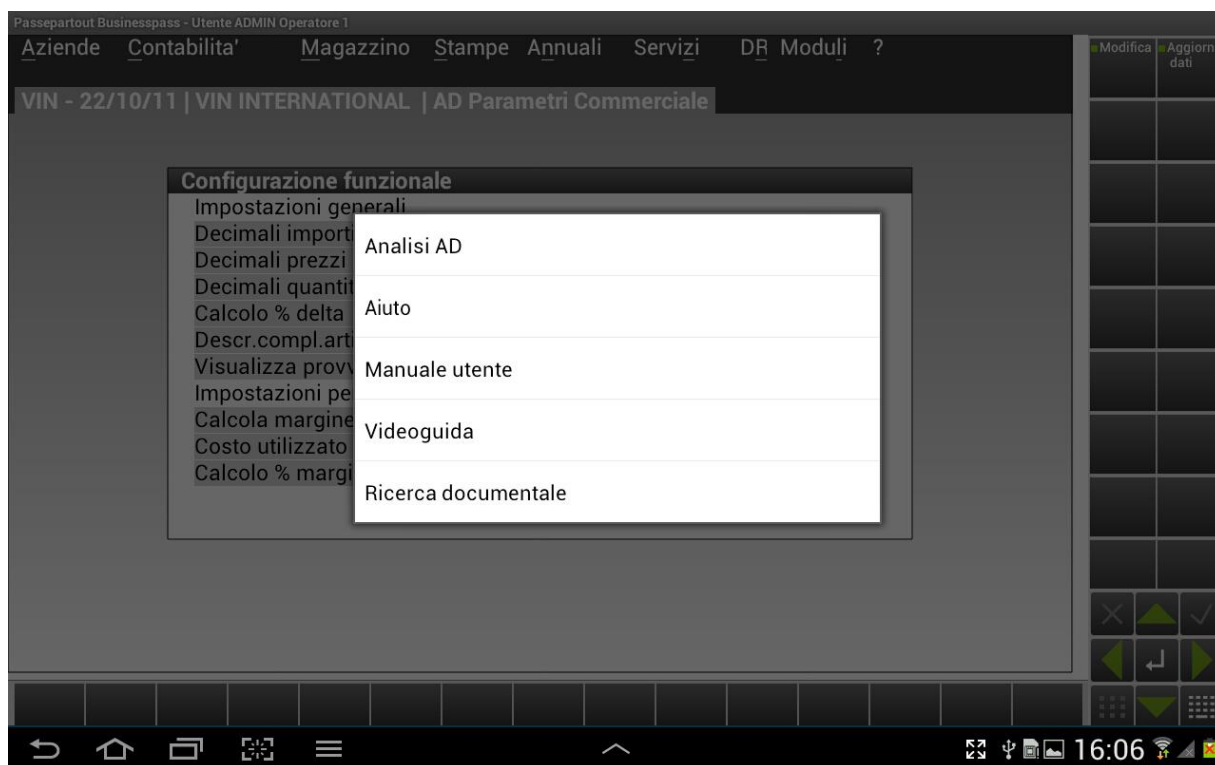 Passepartout Businesspass - Utente ADMIN Operatore 1
Aziende Contabilita' Magazzino Stampe Annuali Servizi DR Moduli ?
Modifica Aggiorn
dati
VIN - 22/10/11 | VIN INTERNATIONAL | AD Parametri Commerciale
Configurazione funzionale
Impostazioni generali
Decimali importi
Decimali prezzi
Decimali quantit
Calcolo % delta
Descr.compl.arti
Visualizza provv
Impostazioni pe
Calcola margine
Costo utilizzato
Calcolo % margi
Analisi AD
Aiuto
Manuale utente
Videoguida
Ricerca documentale
16:06